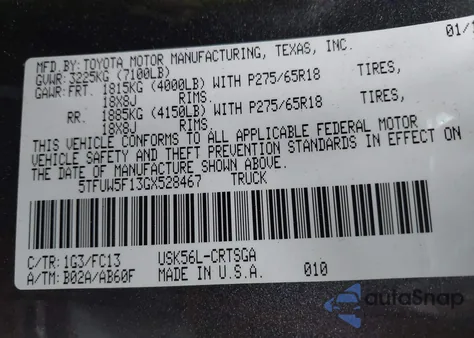 MFD.BY:TOYOTA MOTOR MANUFACTURING, TEXAS, INC. 01/1
GVWR:3225KG (7100LB)
GAWR:FRT. 1815KG (4000LB) WITH P275/65R18 TIRES,
18X8J RIMS.
RR. 1885KG (4150LB) WITH P275/65R18 TIRES,
18X8J RIMS.
THIS VEHICLE CONFORMS TO ALL APPLICABLE FEDERAL MOTOR
VEHICLE SAFETY AND THEFT PREVENTION STANDARDS IN EFFECT ON
THE DATE OF MANUFACTURE SHOWN ABOVE.
5TFUW5F13GX528467 TRUCK
C/TR:1G3/FC13 USK56L-CRTSGA
A/TM:B02A/AB60F MADE IN U.S.A. 010
autoSnap